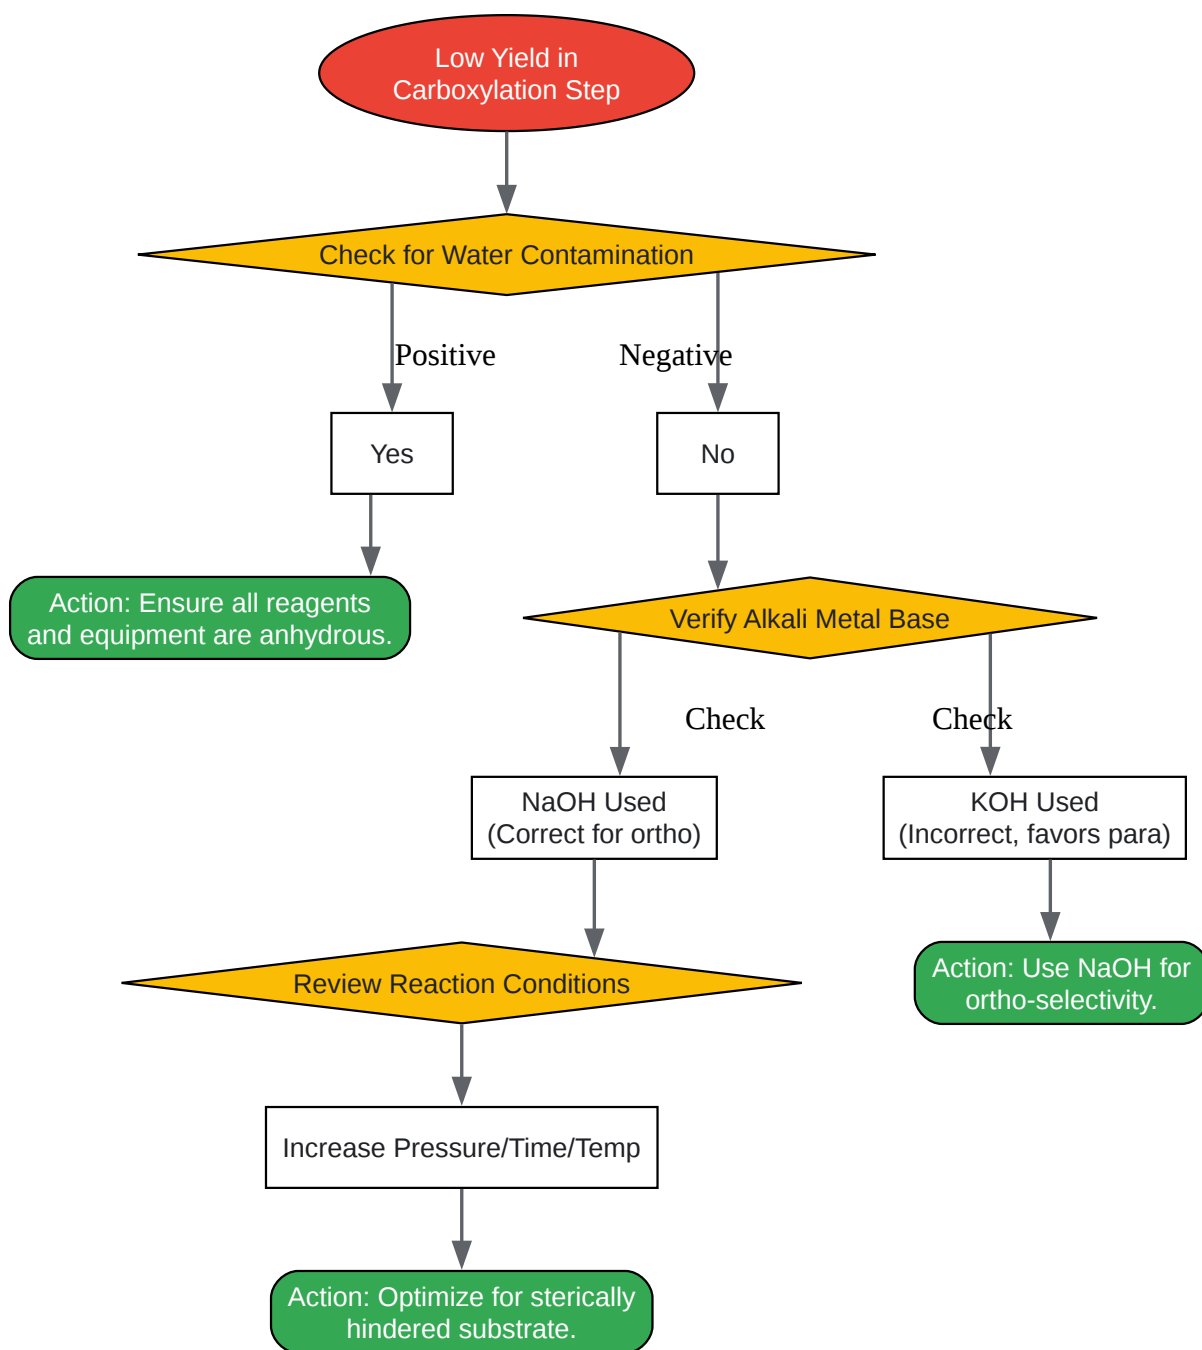 Low Yield in
Carboxylation Step
Check for Water Contamination
Positive
Negative
Yes
No
Action: Ensure all reagents
and equipment are anhydrous.
Verify Alkali Metal Base
Check
Check
NaOH Used
(Correct for ortho)
KOH Used
(Incorrect, favors para)
Review Reaction Conditions
Action: Use NaOH for
ortho-selectivity.
Increase Pressure/Time/Temp
Action: Optimize for sterically
hindered substrate.